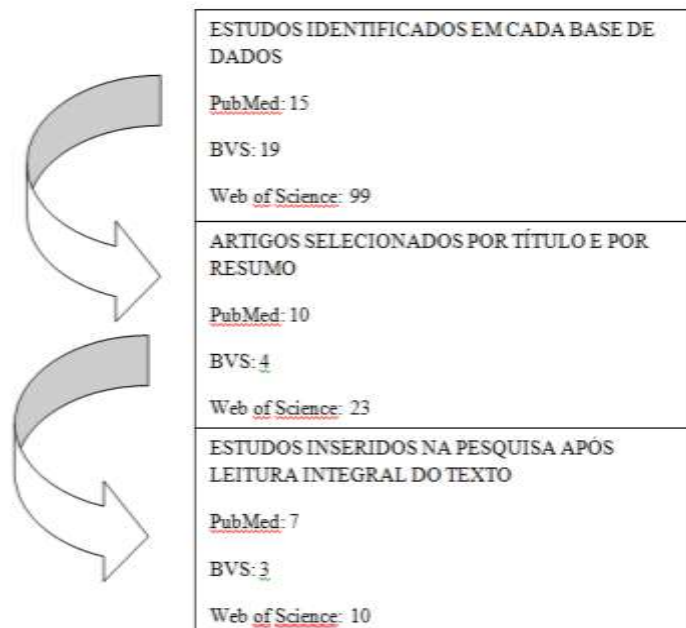 ESTUDOS IDENTIFICADOS EM CADA BASE DE
DADOS
PubMed: 15
BVS: 19
Web of Science: 99
ARTIGOS SELECIONADOS POR TÍTULO E POR
RESUMO
PubMed: 10
BVS: 4
Web of Science: 23
ESTUDOS INSERIDOS NA PESQUISA APÓS
LEITURA INTEGRAL DO TEXTO
PubMed: 7
BVS: 3
Web of Science: 10